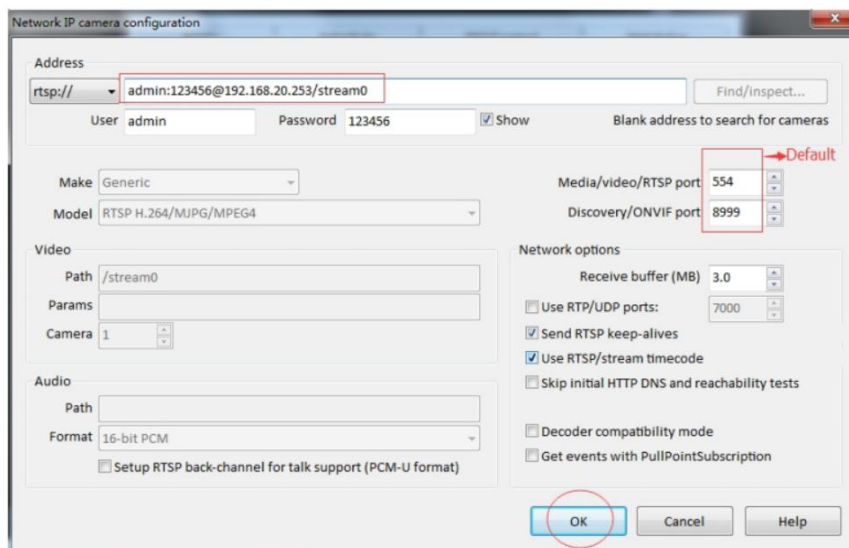 Network IP camera configuration
Address
rtsp:// admin:123456@192.168.20.253/stream0 Find/inspect...
User admin Password 123456 Show Blank address to search for cameras
Default
Make Generic Media/video/RTSP port 554
Model RTSP H.264/MJPG/MPEG4 Discovery/ONVIF port 8999
Video Network options
Path /stream0 Receive buffer (MB) 3.0
Params Use RTP/UDP ports: 7000
Camera 1 Send RTSP keep-alives
Use RTSP/stream timecode
Audio Skip initial HTTP DNS and reachability tests
Path
Format 16-bit PCM Decoder compatibility mode
Setup RTSP back-channel for talk support (PCM-U format) Get events with PullPointSubscription
OK Cancel Help